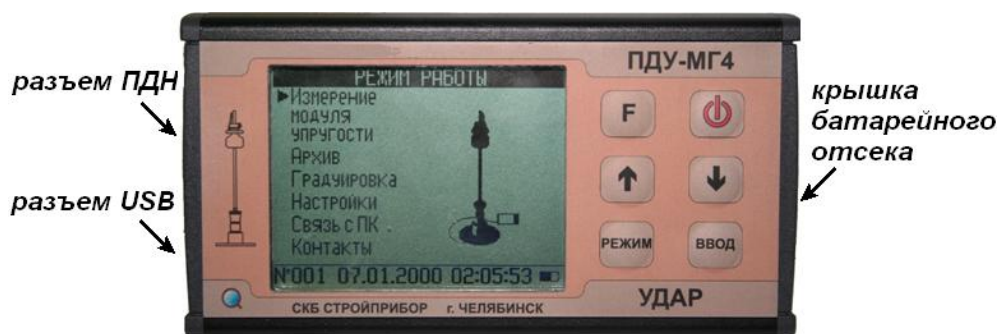 разъем ПДН
разъем USB
крышка
батарейного
отсека
ПДУ-МГ4
РЕЖИМ РАБОТЫ
Измерение
модуля
упругости
Архив
Градуировка
Настройки
Связь с ПК
Контакты
№001 07.01.2000 02:05:53
F
РЕЖИМ
ВВОД
СКБ СТРОЙПРИБОР г. ЧЕЛЯБИНСК
УДАР